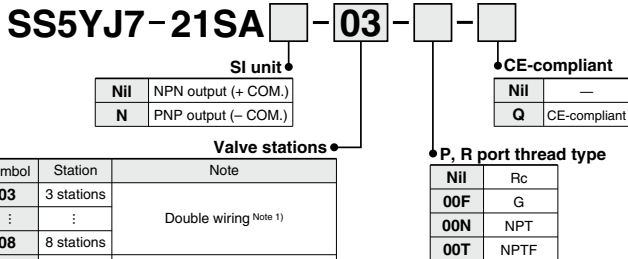 SS5YJ7-21SA□-03-□-□
SI unit
Nil NPN output (+ COM.)
N PNP output (– COM.)
CE-compliant
Nil —
Q CE-compliant
Valve stations
Station Note
03 3 stations
⋮ ⋮ Double wiring Note 1)
08 8 stations
P, R port thread type
Nil Rc
00F G
00N NPT
00T NPTF